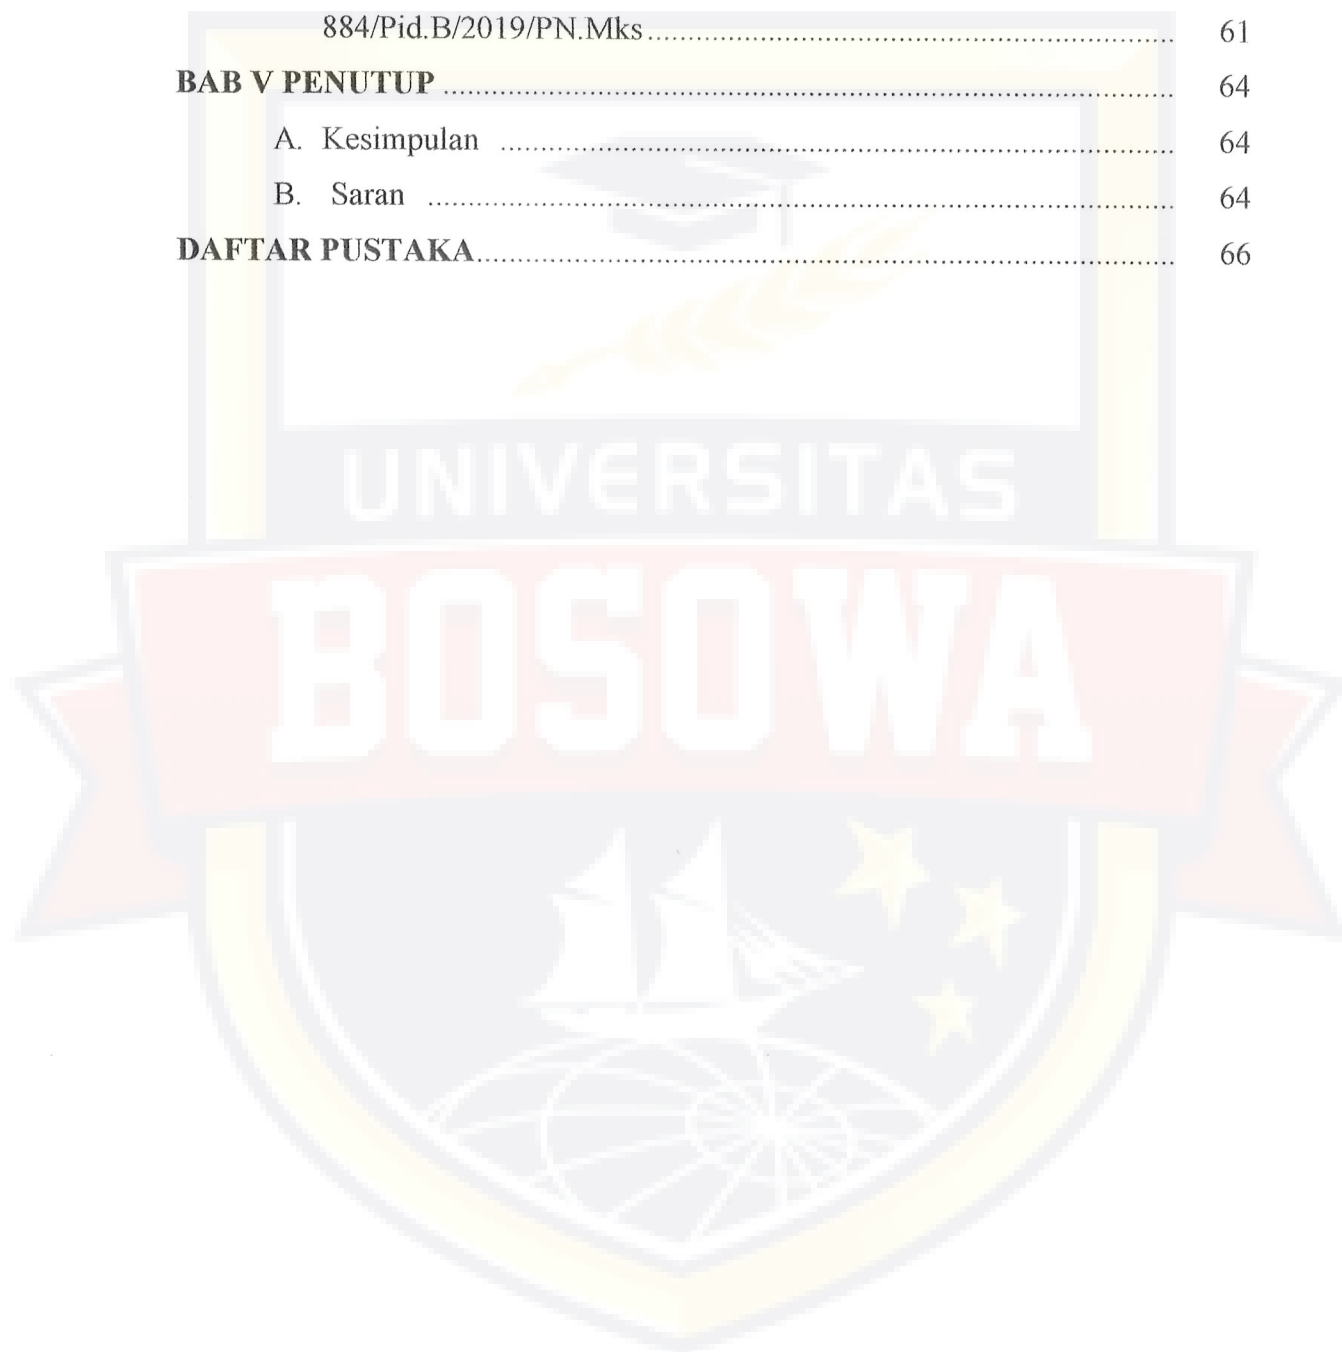 884/Pid.B/2019/PN.Mks........................................................................ 61
BAB V PENUTUP .................................................................................................... 64
A. Kesimpulan ............................................................................................ 64
B. Saran ...................................................................................................... 64
DAFTAR PUSTAKA................................................................................................ 66
UNIVERSITAS
BOSOWA